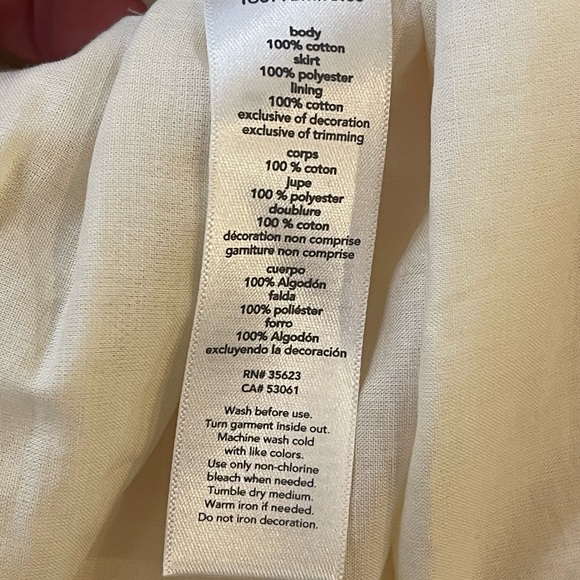 body
100% cotton
skirt
100% polyester
lining
100% cotton
exclusive of decoration
exclusive of trimming
corps
100 % coton
jupe
100 % polyester
doublure
100 % coton
décoration non comprise
garniture non comprise
cuerpo
100% Algodón
falda
100% poliéster
forro
100% Algodón
excluyendo la decoración
RN# 35623
CA# 53061
Wash before use.
Turn garment inside out.
Machine wash cold
with like colors.
Use only non-chlorine
bleach when needed.
Tumble dry medium.
Warm iron if needed.
Do not iron decoration.